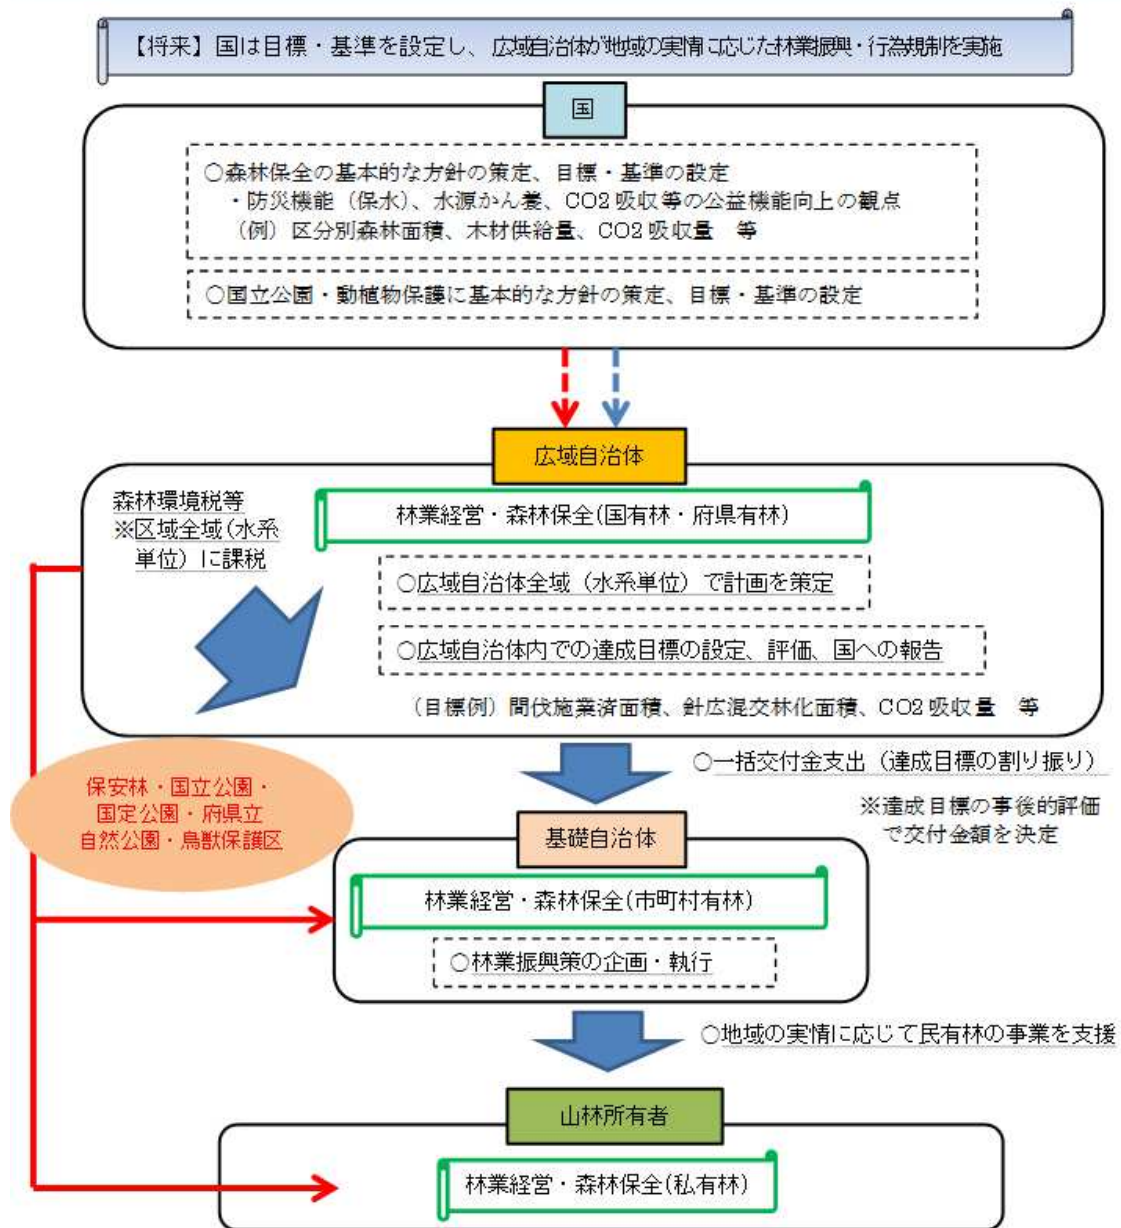 【将来】国は目標・基準を設定し、広域自治体が地域の実情に応じた林業振興・行為規制を実施
国
○森林保全の基本的な方針の策定、目標・基準の設定
・防災機能（保水）、水源かん養、CO2吸収等の公益機能向上の観点
（例）区分別森林面積、木材供給量、CO2吸収量　等
○国立公園・動植物保護に基本的な方針の策定、目標・基準の設定
広域自治体
森林環境税等
※区域全域(水系
単位）に課税
林業経営・森林保全(国有林・府県有林)
○広域自治体全域（水系単位）で計画を策定
○広域自治体内での達成目標の設定、評価、国への報告
（目標例）間伐施業済面積、針広混交林化面積、CO2吸収量　等
○一括交付金支出（達成目標の割り振り）
※達成目標の事後的評価
で交付金額を決定
保安林・国立公園・
国定公園・府県立
自然公園・鳥獣保護区
基礎自治体
林業経営・森林保全(市町村有林)
○林業振興策の企画・執行
○地域の実情に応じて民有林の事業を支援
山林所有者
林業経営・森林保全(私有林)